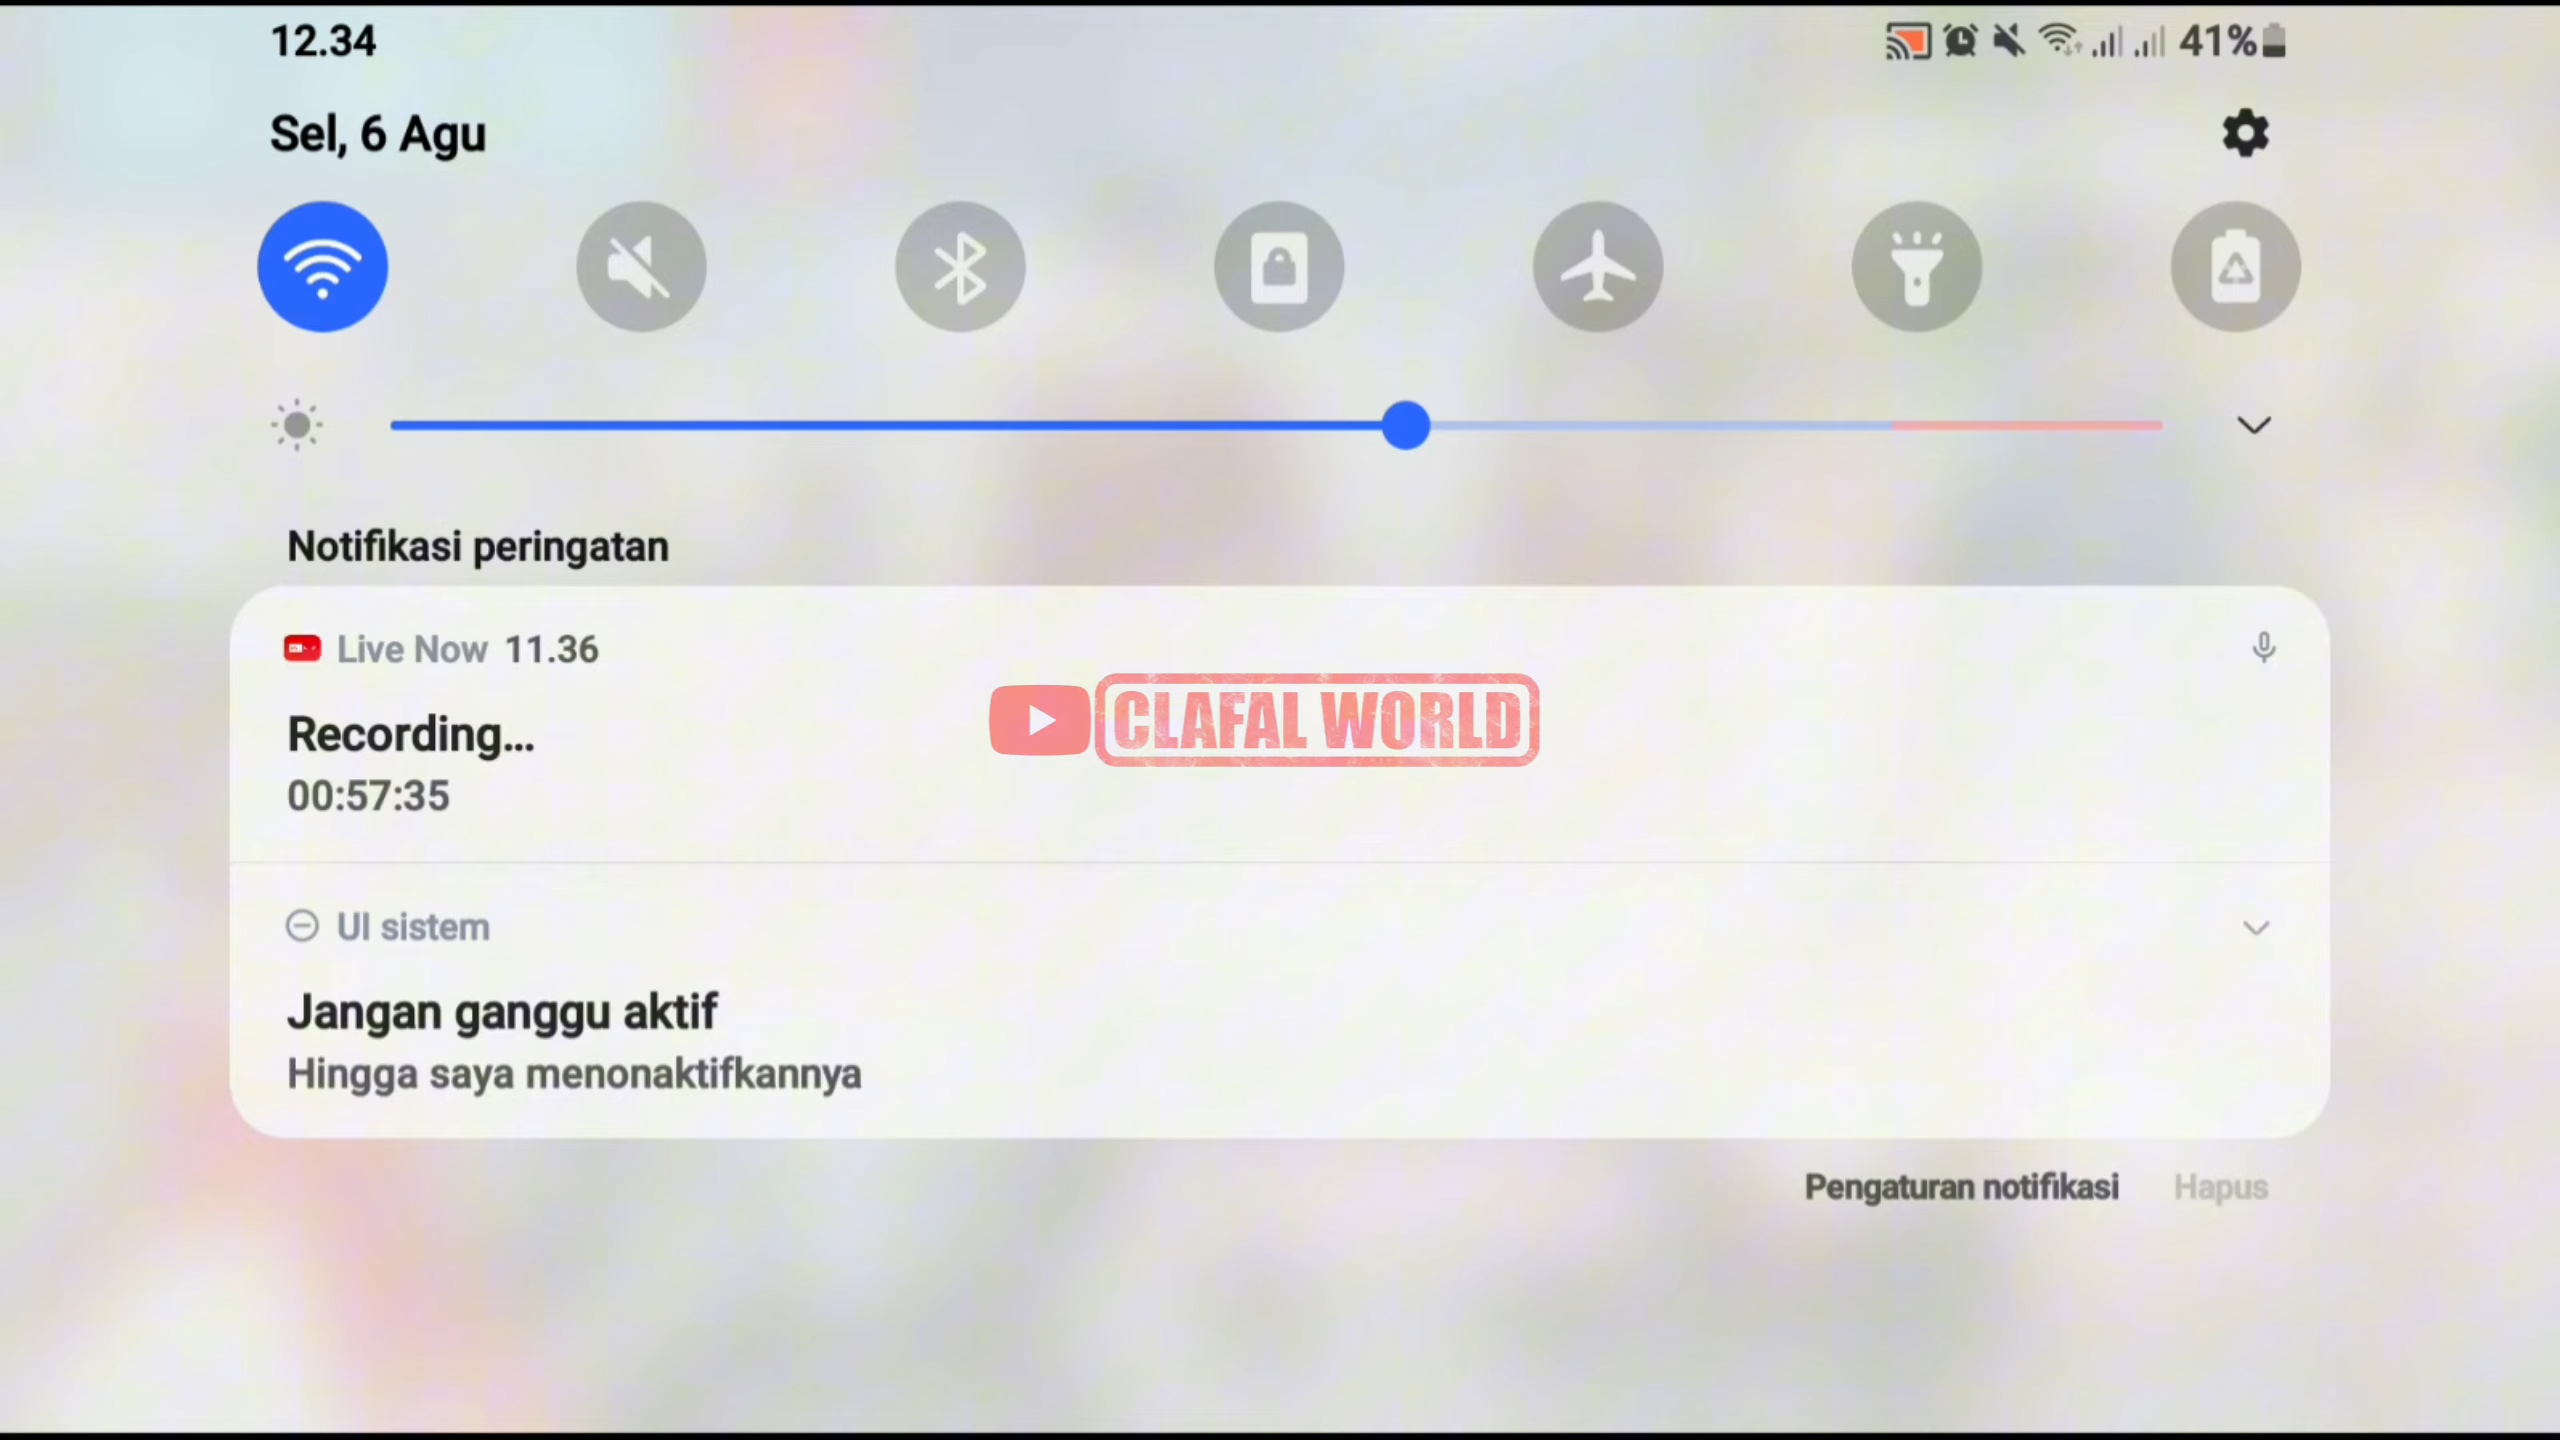 12.34
41%
Sel, 6 Agu
Notifikasi peringatan
Live Now 11.36
CLAFAL WORLD
Recording...
00:57:35
UI sistem
Jangan ganggu aktif
Hingga saya menonaktifkannya
Pengaturan notifikasi
Hapus